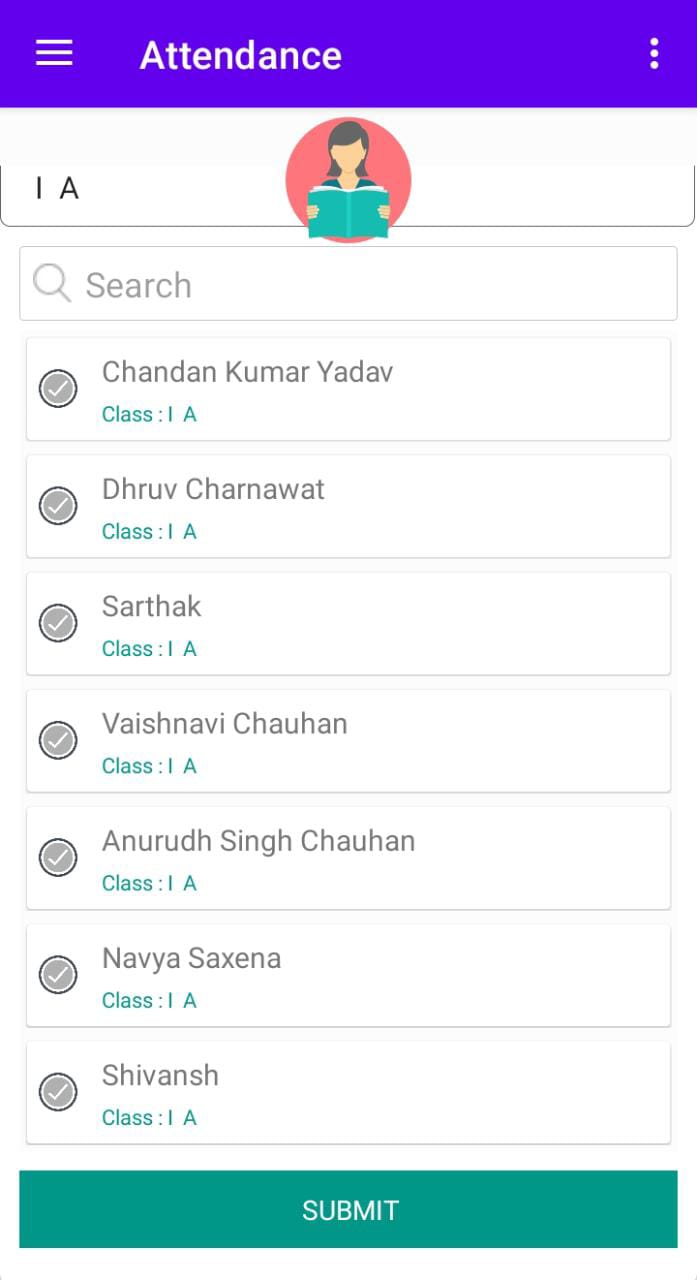 Attendance
I A
Search
Chandan Kumar Yadav
Class : I A
Dhruv Charnawat
Class : I A
Sarthak
Class : I A
Vaishnavi Chauhan
Class : I A
Anurudh Singh Chauhan
Class : I A
Navya Saxena
Class : I A
Shivansh
Class : I A
SUBMIT